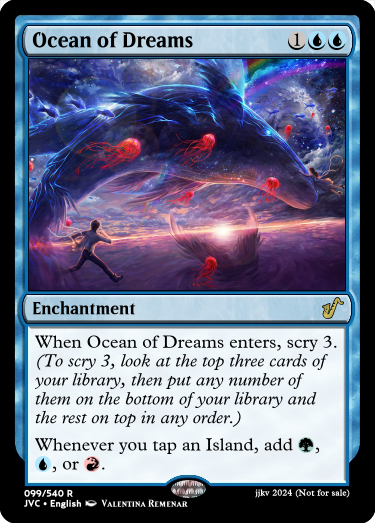 Ocean of Dreams 1
Enchantment
When Ocean of Dreams enters, scry 3.
(To scry 3, look at the top three cards of
your library, then put any number of
them on the bottom of your library and
the rest on top in any order.)
Whenever you tap an Island, add ,
, or .
099/540 R
JVC • English Valentina Remenar
jjkv 2024 (Not for sale)